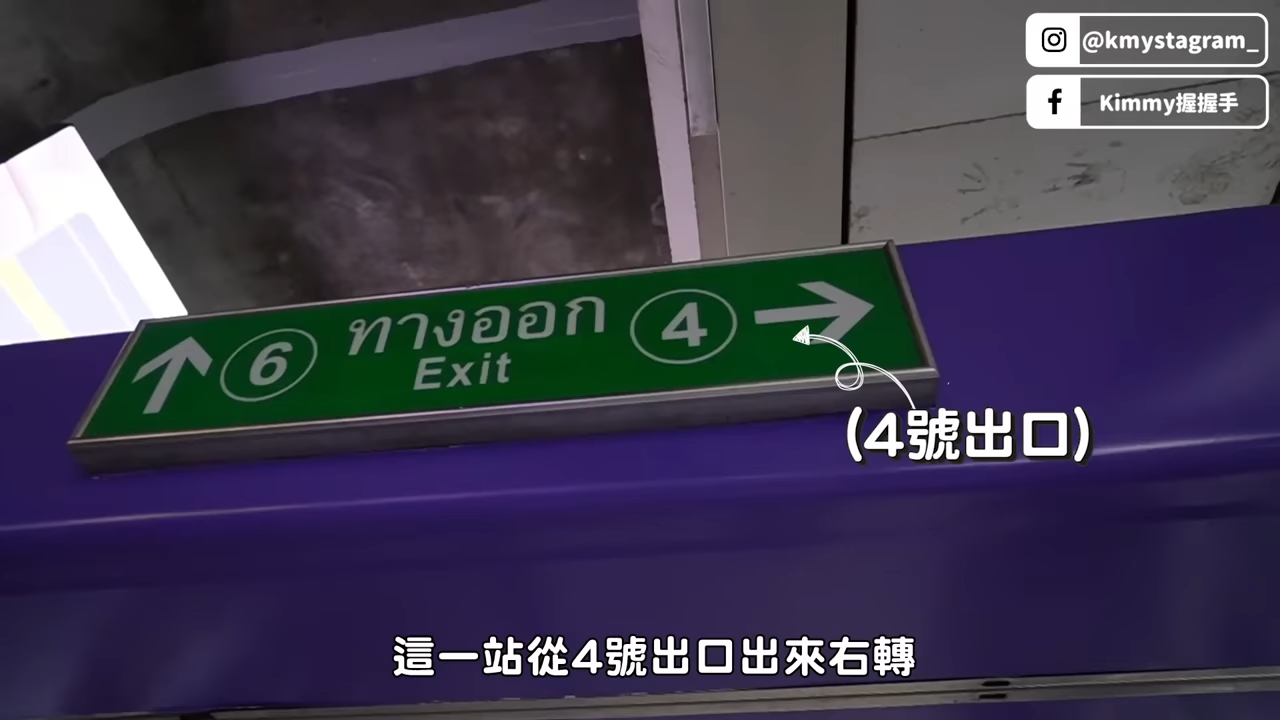 @kmystagram_
Kimmy握握手
6 ทางออก 4
Exit
(4號出口)
這一站從4號出口出來右轉